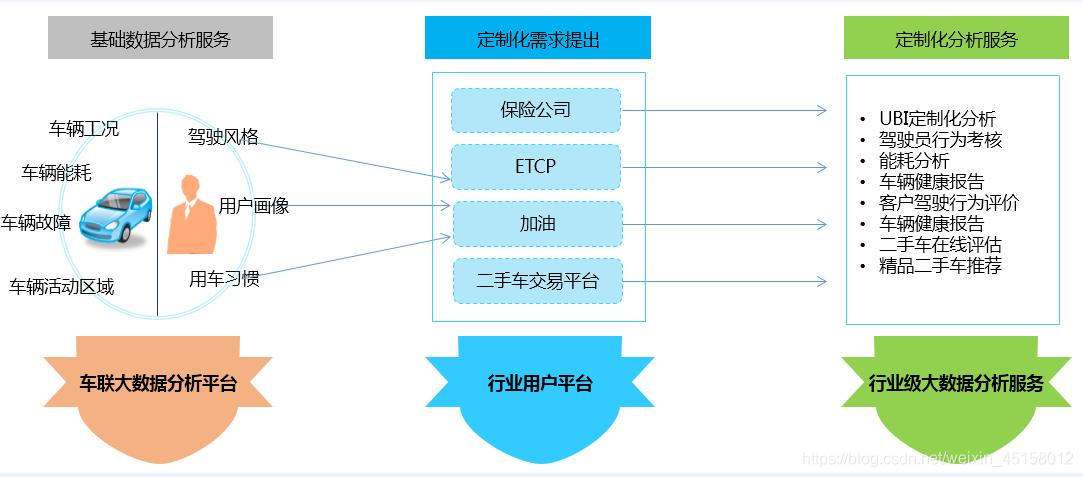 基础数据分析服务
定制化需求提出
定制化分析服务
车辆工况
车辆能耗
车辆故障
车辆活动区域
驾驶风格
用户画像
用车习惯
保险公司
ETCP
加油
二手车交易平台
• UBI定制化分析
• 驾驶员行为考核
• 能耗分析
• 车辆健康报告
• 客户驾驶行为评价
• 车辆健康报告
• 二手车在线评估
• 精品二手车推荐
车联大数据分析平台
行业用户平台
行业级大数据分析服务
https://blog.csdn.net/weixin_45158012